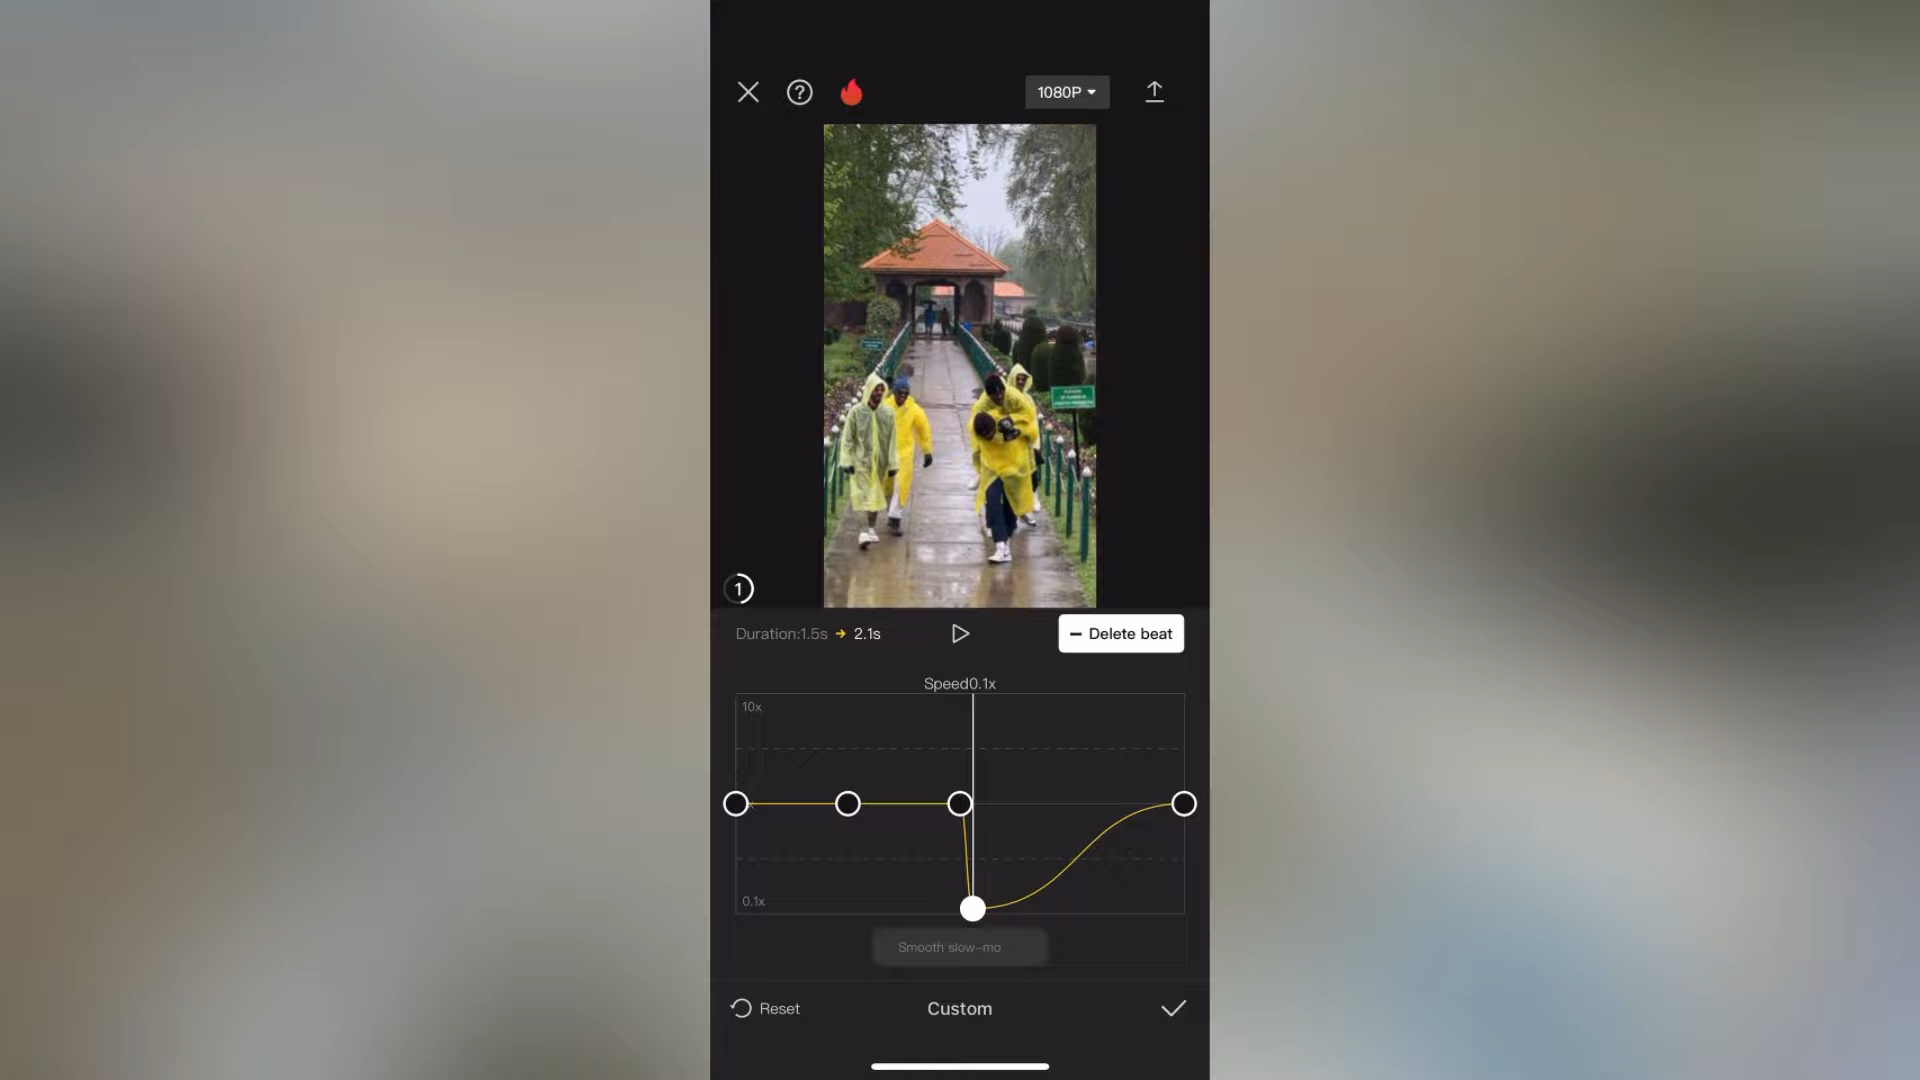 1080P
1
Duration:1.5s → 2.1s
Delete beat
Speed0.1x
10x
0.1x
Smooth slow-mo
Reset
Custom